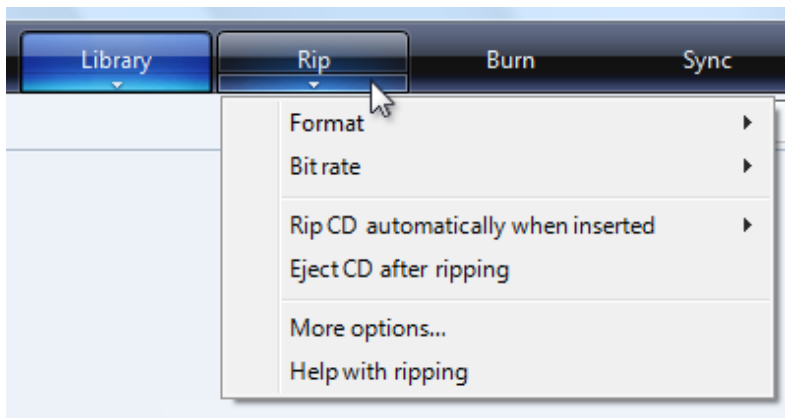 Library Rip Burn Sync
Format
Bit rate
Rip CD automatically when inserted
Eject CD after ripping
More options...
Help with ripping